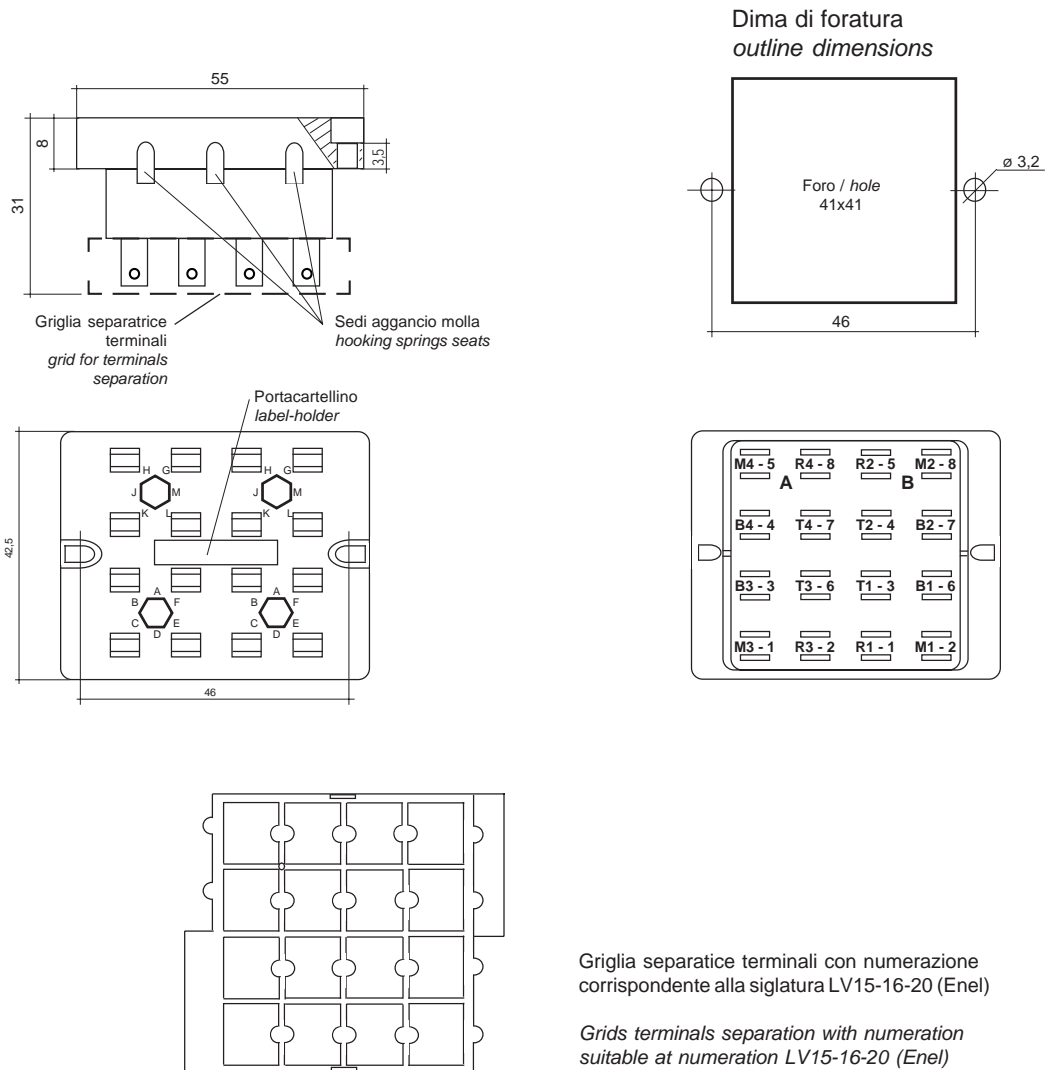 Dima di foratura
outline dimensions
55
8
3,5
31
Foro / hole
41x41
ø 3,2
46
Griglia separatrice
terminali
grid for terminals
separation
Sedi aggancio molla
hooking springs seats
Portacartellino
label-holder
42,5
H G
J M
K L
H G
J M
K L
A
B F
C E
D
A
B F
C E
D
46
M4 - 5 R4 - 8 R2 - 5 M2 - 8
A B
B4 - 4 T4 - 7 T2 - 4 B2 - 7
B3 - 3 T3 - 6 T1 - 3 B1 - 6
M3 - 1 R3 - 2 R1 - 1 M1 - 2
Griglia separatice terminali con numerazione
corrispondente alla siglatura LV15-16-20 (Enel)
Grids terminals separation with numeration
suitable at numeration LV15-16-20 (Enel)